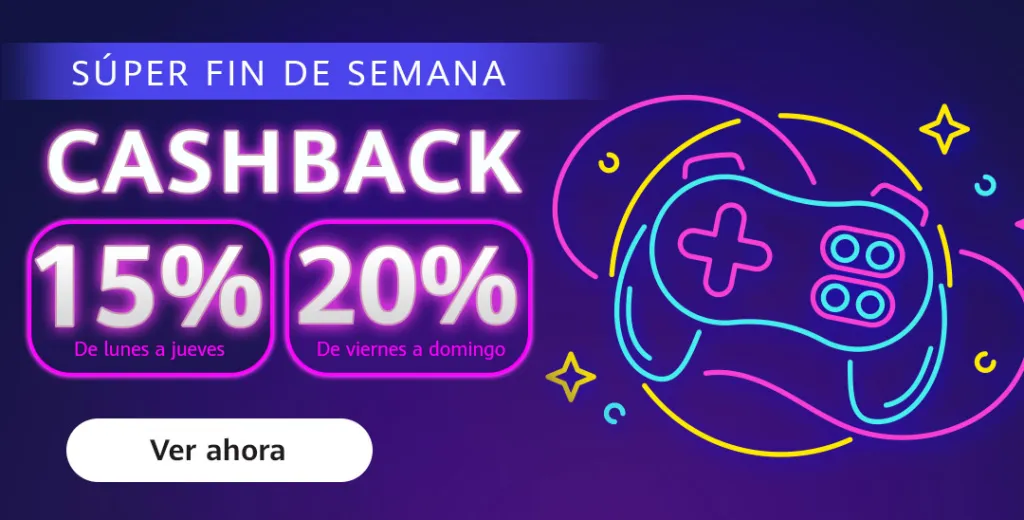 SÚPER FIN DE SEMANA
CASHBACK
15%
De lunes a jueves
20%
De viernes a domingo
Ver ahora